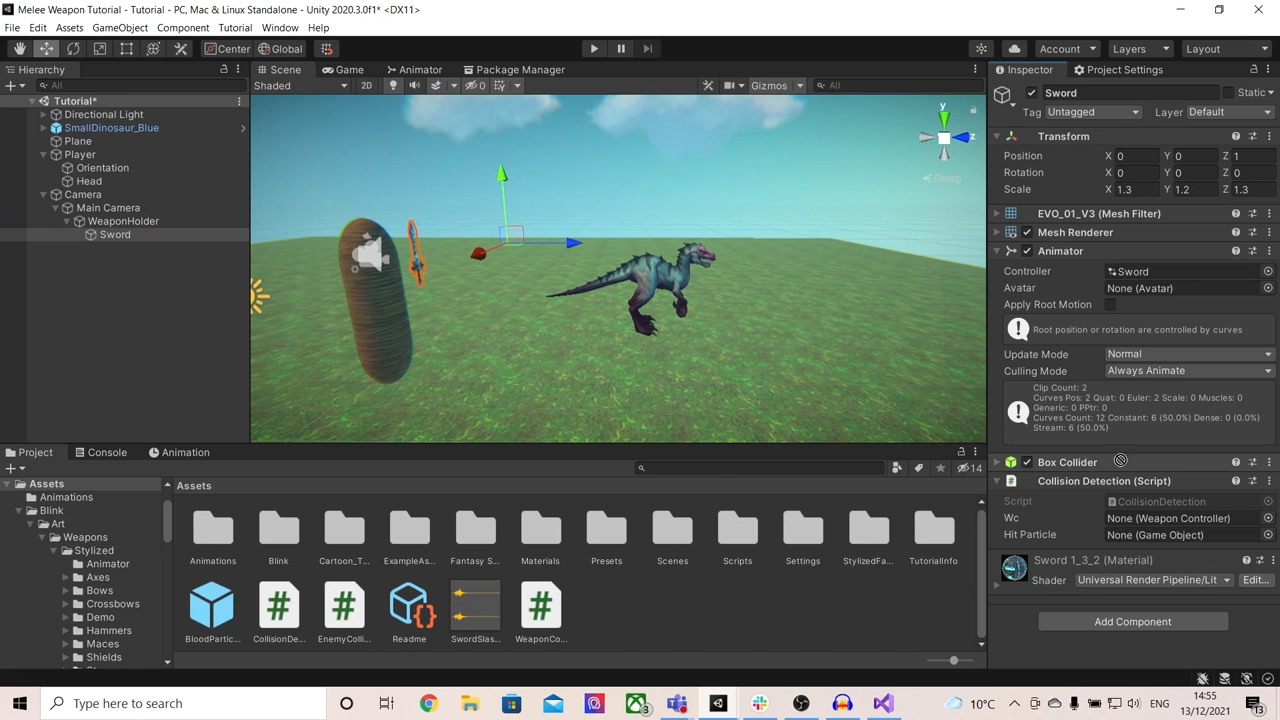 Melee Weapon Tutorial - Tutorial - PC, Mac & Linux Standalone - Unity 2020.3.0f1* <DX11>
File Edit Assets GameObject Component Tutorial Window Help
Center Global Account Layers Layout
Hierarchy Scene Game Animator Package Manager Inspector Project Settings
All Shaded 2D 0 Gizmos All
Sword Static
Tutorial*
Tag Untagged Layer Default
Directional Light
SmallDinosaur_Blue
Plane
Player
Orientation
Head
Camera
Main Camera
WeaponHolder
Sword
y
z
Persp
Transform
Position X 0 Y 0 Z 1
Rotation X 0 Y 0 Z 0
Scale X 1.3 Y 1.2 Z 1.3
EVO_01_V3 (Mesh Filter)
Mesh Renderer
Animator
Controller Sword
Avatar None (Avatar)
Apply Root Motion
Root position or rotation are controlled by curves
Update Mode Normal
Culling Mode Always Animate
Clip Count: 2
Curves Pos: 2 Quat: 0 Euler: 2 Scale: 0 Muscles: 0
Generic: 0 PPtr: 0
Curves Count: 12 Constant: 6 (50.0%) Dense: 0 (0.0%)
Stream: 6 (50.0%)
Box Collider
Collision Detection (Script)
Script CollisionDetection
Wc None (Weapon Controller)
Hit Particle None (Game Object)
Sword 1_3_2 (Material)
Shader Universal Render Pipeline/Lit Edit...
Add Component
Project Console Animation
14
Assets
Animations
Blink
Art
Weapons
Stylized
Animator
Axes
Bows
Crossbows
Demo
Hammers
Maces
Shields
Assets
Animations Blink Cartoon_T... ExampleAs... Fantasy S... Materials Presets Scenes Scripts Settings StylizedFa... TutorialInfo
BloodPartic... CollisionDe... EnemyColli... Readme SwordSlas... WeaponCo...
Type here to search
3
10°C
ENG
14:55
13/12/2021
13